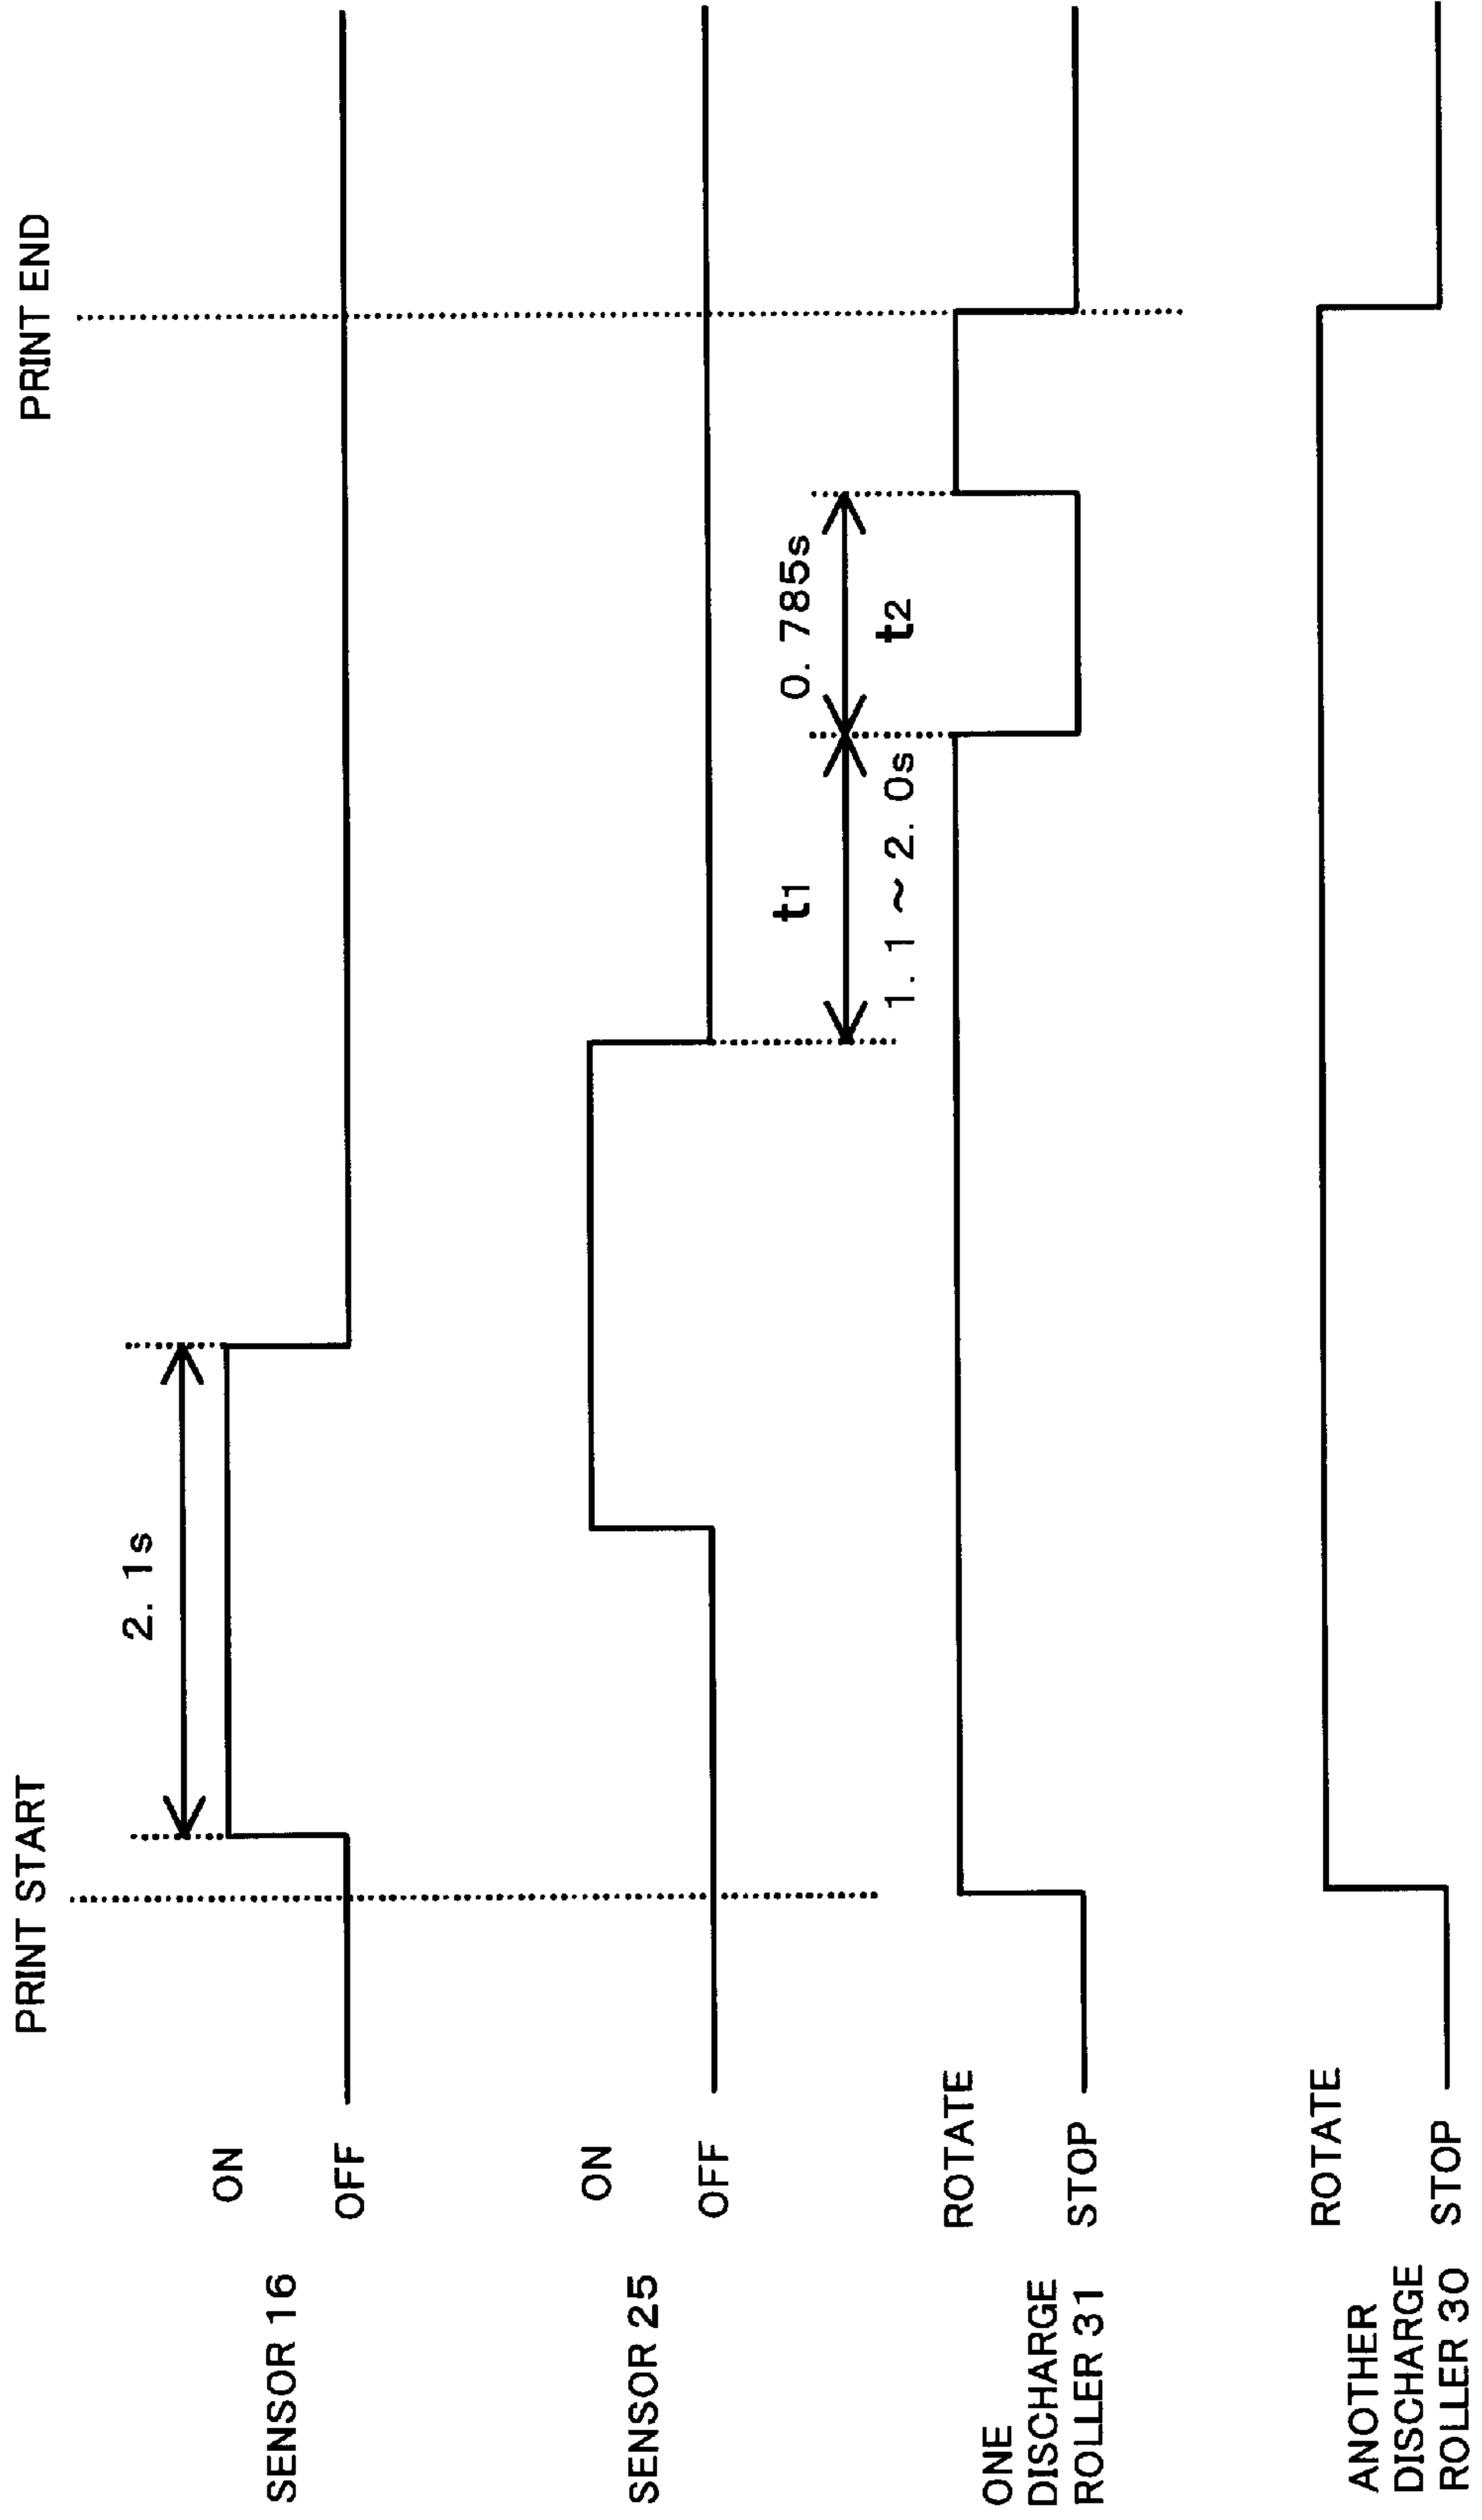 PRINT START
PRINT END
2. 1s
SENSOR 16
ON
OFF
SENSOR 25
ON
OFF
t1
0. 785s
1. 1 ~ 2. 0s
t2
ONE
DISCHARGE
ROLLER 31
ROTATE
STOP
ANOTHER
DISCHARGE
ROLLER 30
ROTATE
STOP